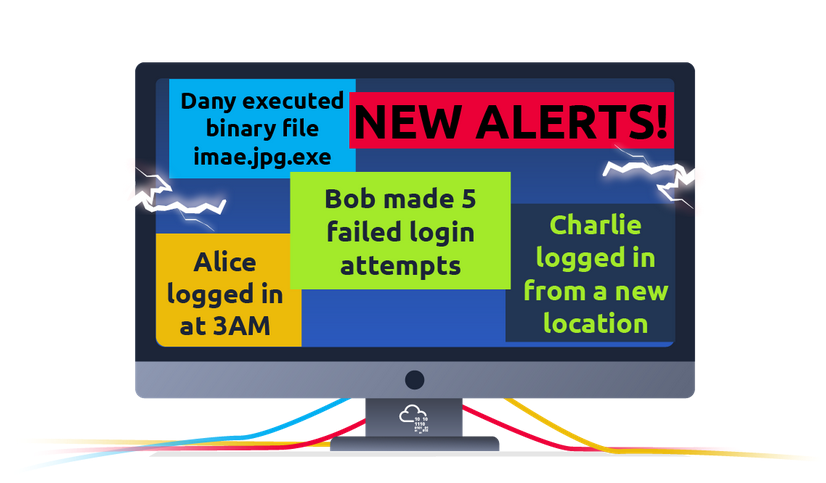 Dany executed
binary file
imae.jpg.exe
NEW ALERTS!
Bob made 5
failed login
attempts
Alice
logged in
at 3AM
Charlie
logged in
from a new
location